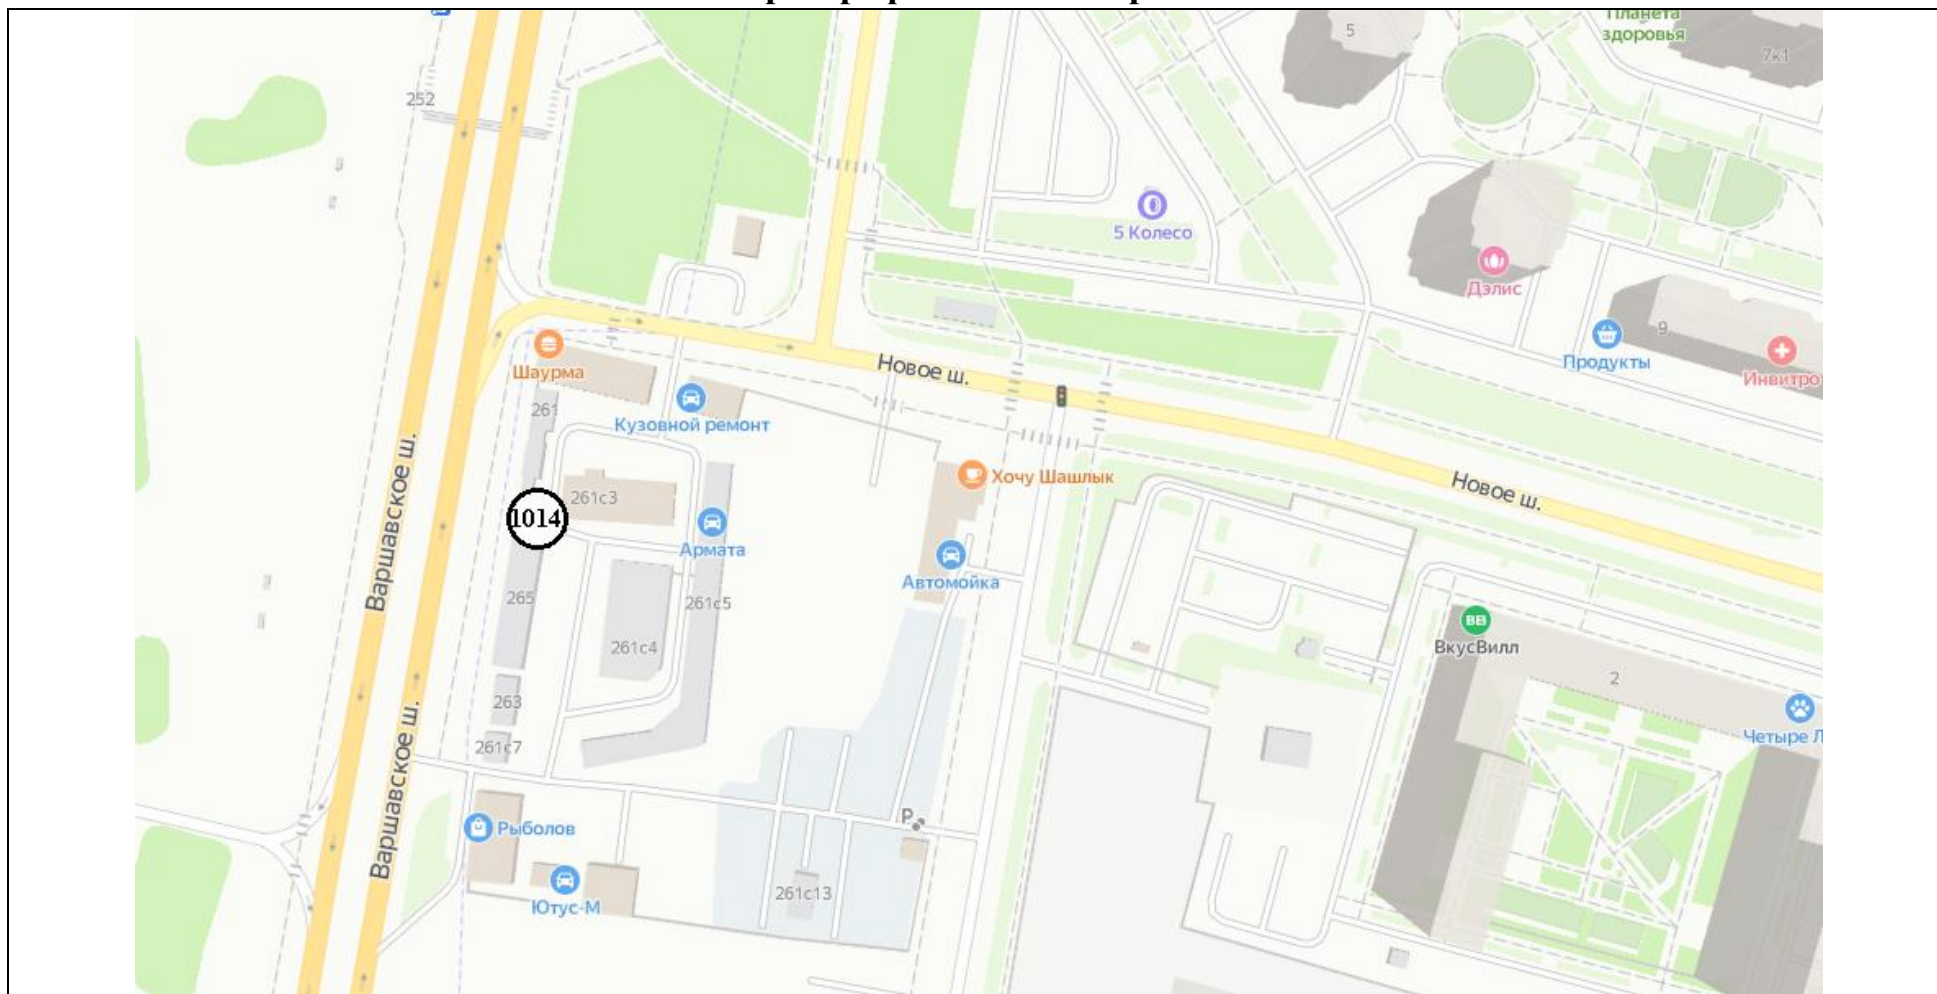 Планета
здоровья
5
7к1
252
5 Колесо
Дэлис
9
Продукты
Инвитро
Шаурма
Новое ш.
261
Кузовной ремонт
Хочу Шашлык
Новое ш.
261с3
1014
Армата
Варшавское ш.
Автомойка
265
261с5
261с4
ВкусВилл
2
263
Четыре Л
261с7
Варшавское ш.
Р
Рыболов
261с13
Ютус-М